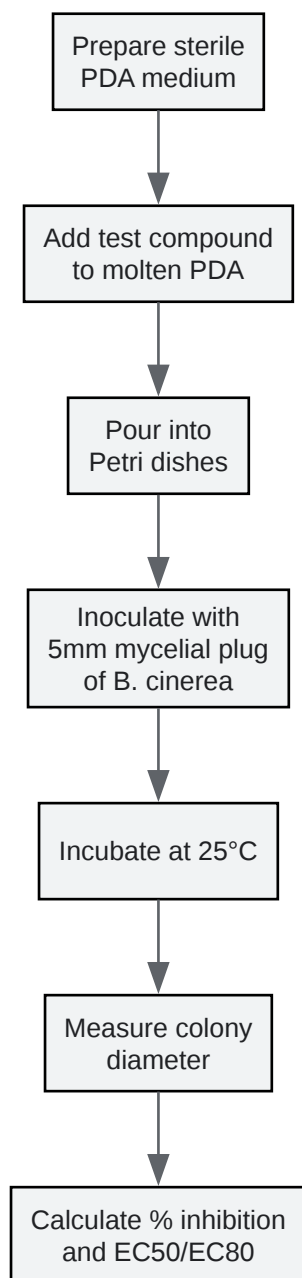 Prepare sterile
PDA medium
Add test compound
to molten PDA
Pour into
Petri dishes
Inoculate with
5mm mycelial plug
of B. cinerea
Incubate at 25°C
Measure colony
diameter
Calculate % inhibition
and EC50/EC80